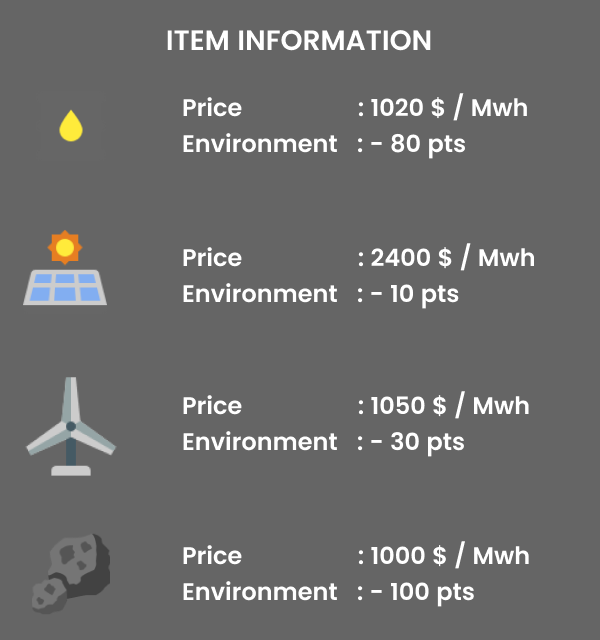 ITEM INFORMATION
Price : 1020 $ / Mwh
Environment : - 80 pts
Price : 2400 $ / Mwh
Environment : - 10 pts
Price : 1050 $ / Mwh
Environment : - 30 pts
Price : 1000 $ / Mwh
Environment : - 100 pts